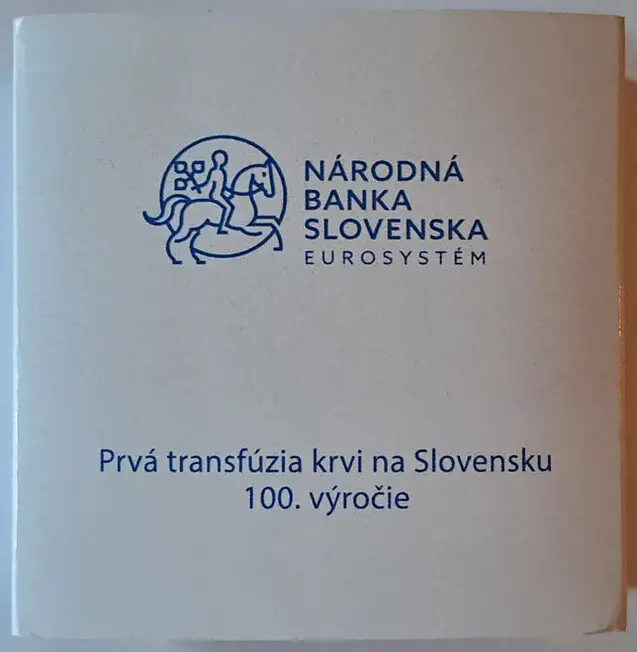 NÁRODNÁ
BANKA
SLOVENSKA
EUROSYSTÉM
Prvá transfúzia krvi na Slovensku
100. výročie